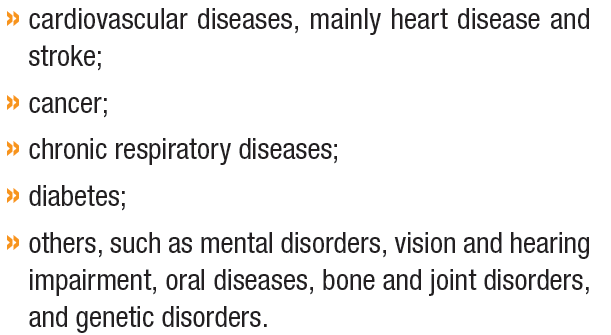 » cardiovascular diseases, mainly heart disease and
stroke;
» cancer;
» chronic respiratory diseases;
» diabetes;
» others, such as mental disorders, vision and hearing
impairment, oral diseases, bone and joint disorders,
and genetic disorders.